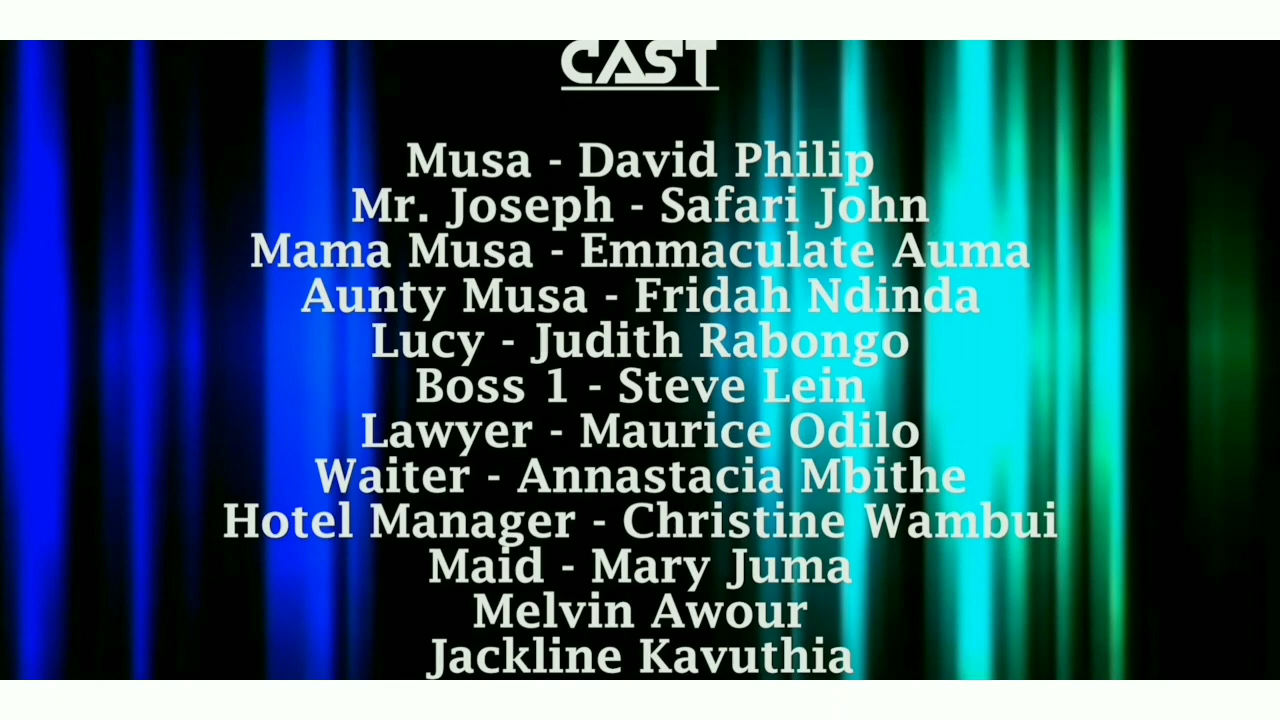 CAST
Musa - David Philip
Mr. Joseph - Safari John
Mama Musa - Emmaculate Auma
Aunty Musa - Fridah Ndinda
Lucy - Judith Rabongo
Boss 1 - Steve Lein
Lawyer - Maurice Odilo
Waiter - Annastacia Mbithe
Hotel Manager - Christine Wambui
Maid - Mary Juma
Melvin Awour
Jackline Kavuthia